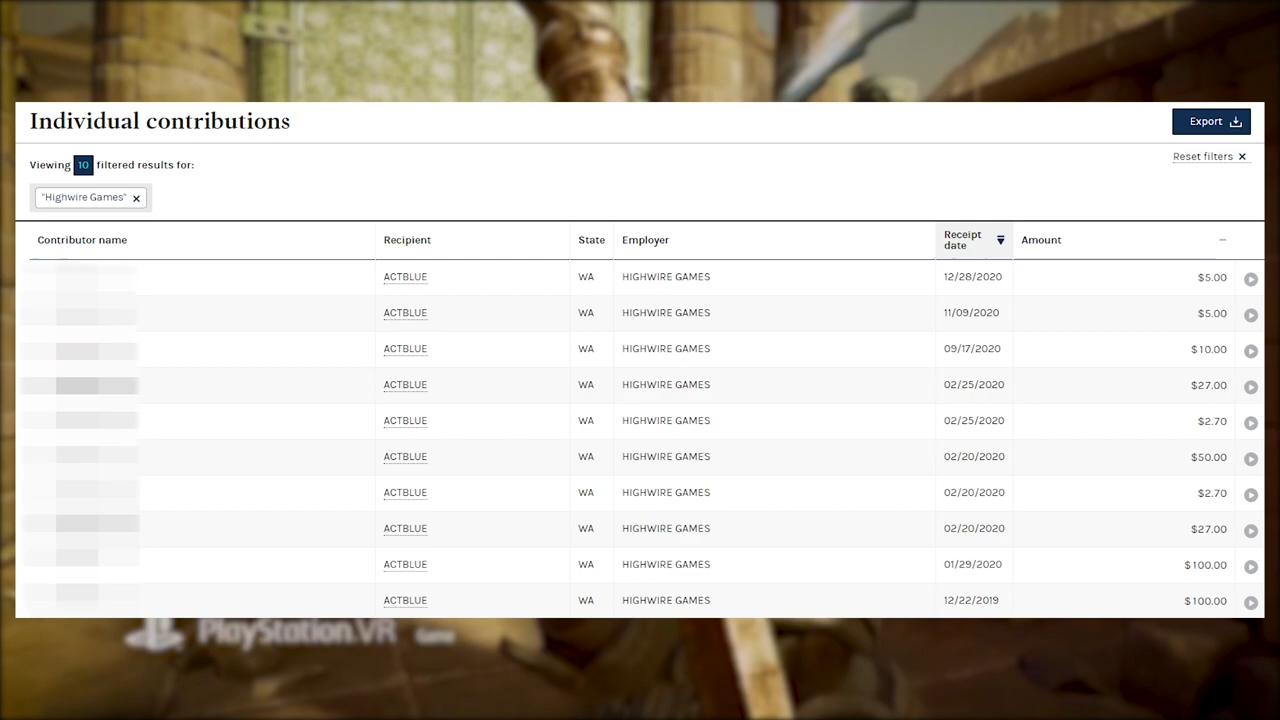 Individual contributions
Export
Viewing 10 filtered results for:
Reset filters
"Highwire Games"
Contributor name Recipient State Employer Receipt date Amount
ACTBLUE WA HIGHWIRE GAMES 12/28/2020 $5.00
ACTBLUE WA HIGHWIRE GAMES 11/09/2020 $5.00
ACTBLUE WA HIGHWIRE GAMES 09/17/2020 $10.00
ACTBLUE WA HIGHWIRE GAMES 02/25/2020 $27.00
ACTBLUE WA HIGHWIRE GAMES 02/25/2020 $2.70
ACTBLUE WA HIGHWIRE GAMES 02/20/2020 $50.00
ACTBLUE WA HIGHWIRE GAMES 02/20/2020 $2.70
ACTBLUE WA HIGHWIRE GAMES 02/20/2020 $27.00
ACTBLUE WA HIGHWIRE GAMES 01/29/2020 $100.00
ACTBLUE WA HIGHWIRE GAMES 12/22/2019 $100.00
PlayStation.VR Game